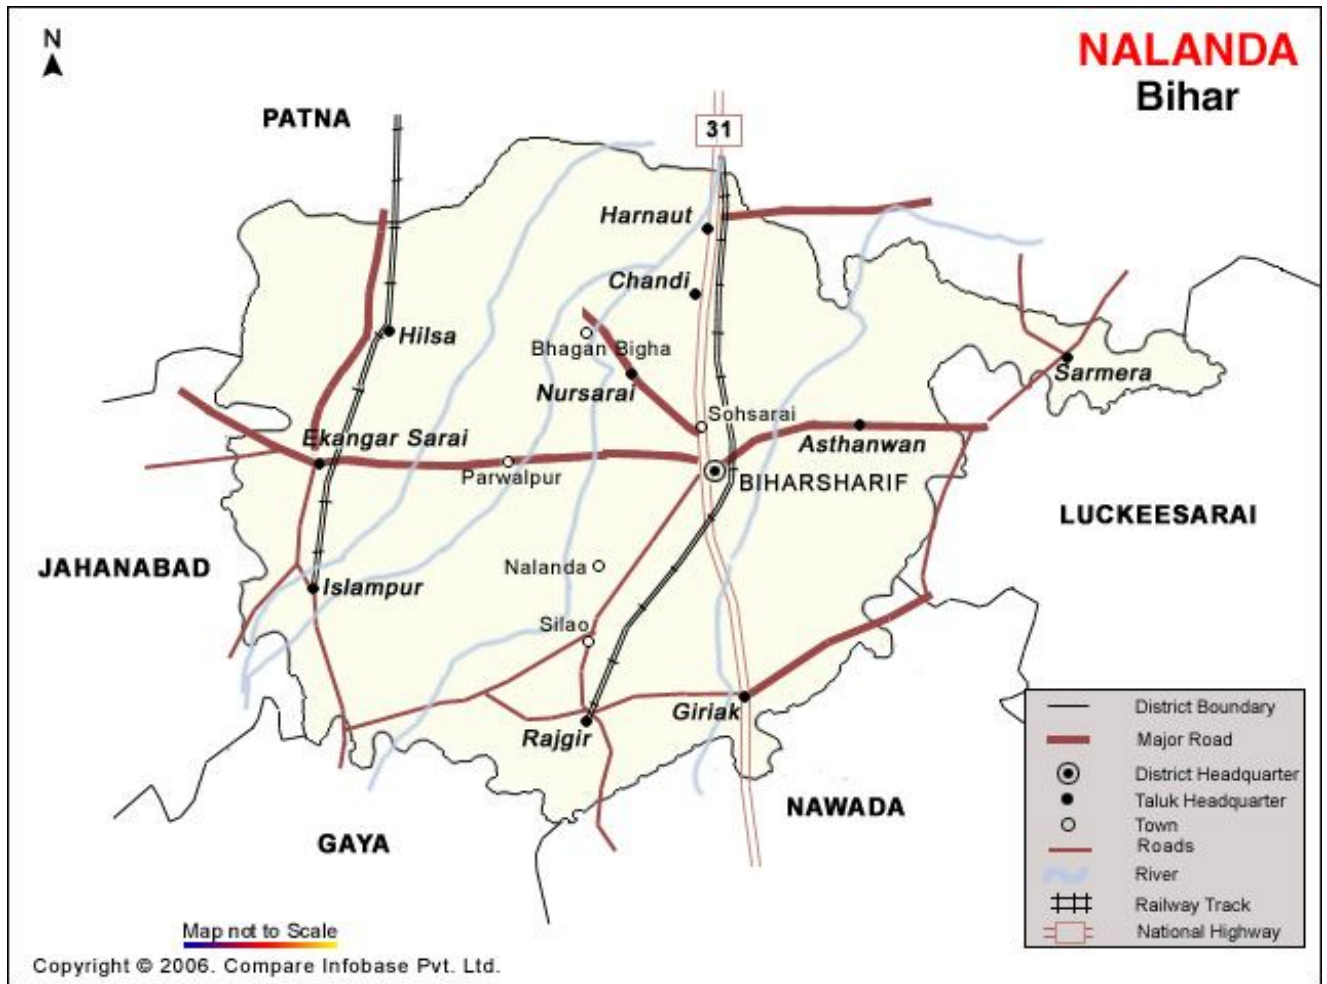 N
NALANDA
Bihar
PATNA
31
Harnaut
Chandi
Hilsa
Bhagan Bigha
Sarmera
Nursarai
Sohsarai
Ekangar Sarai
Asthanwan
Parwalpur
BIHARSHARIF
LUCKEESARAI
JAHANABAD
Nalanda
Islampur
Silao
Giriak
Rajgir
NAWADA
GAYA
District Boundary
Major Road
District Headquarter
Taluk Headquarter
Town
Roads
River
Railway Track
National Highway
Map not to Scale
Copyright © 2006. Compare Infobase Pvt. Ltd.